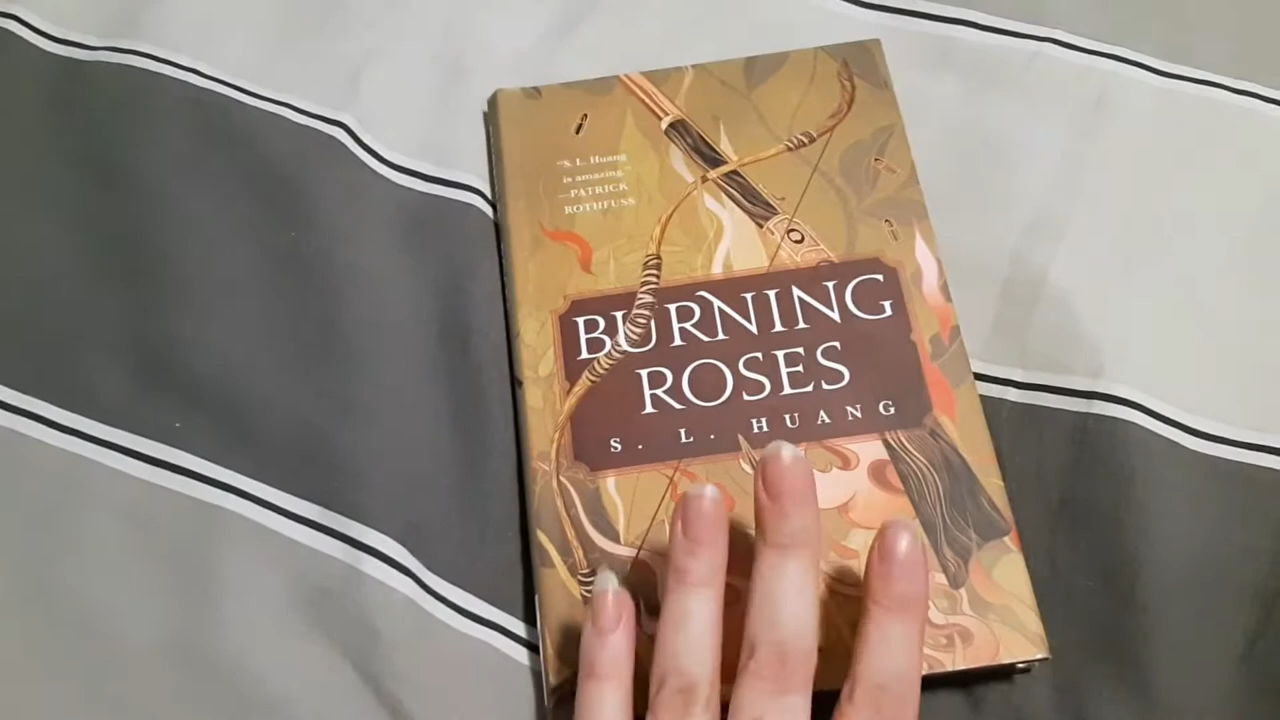 "S. L. Huang
is amazing."
—PATRICK
ROTHFUSS
BURNING
ROSES
S. L. HUANG